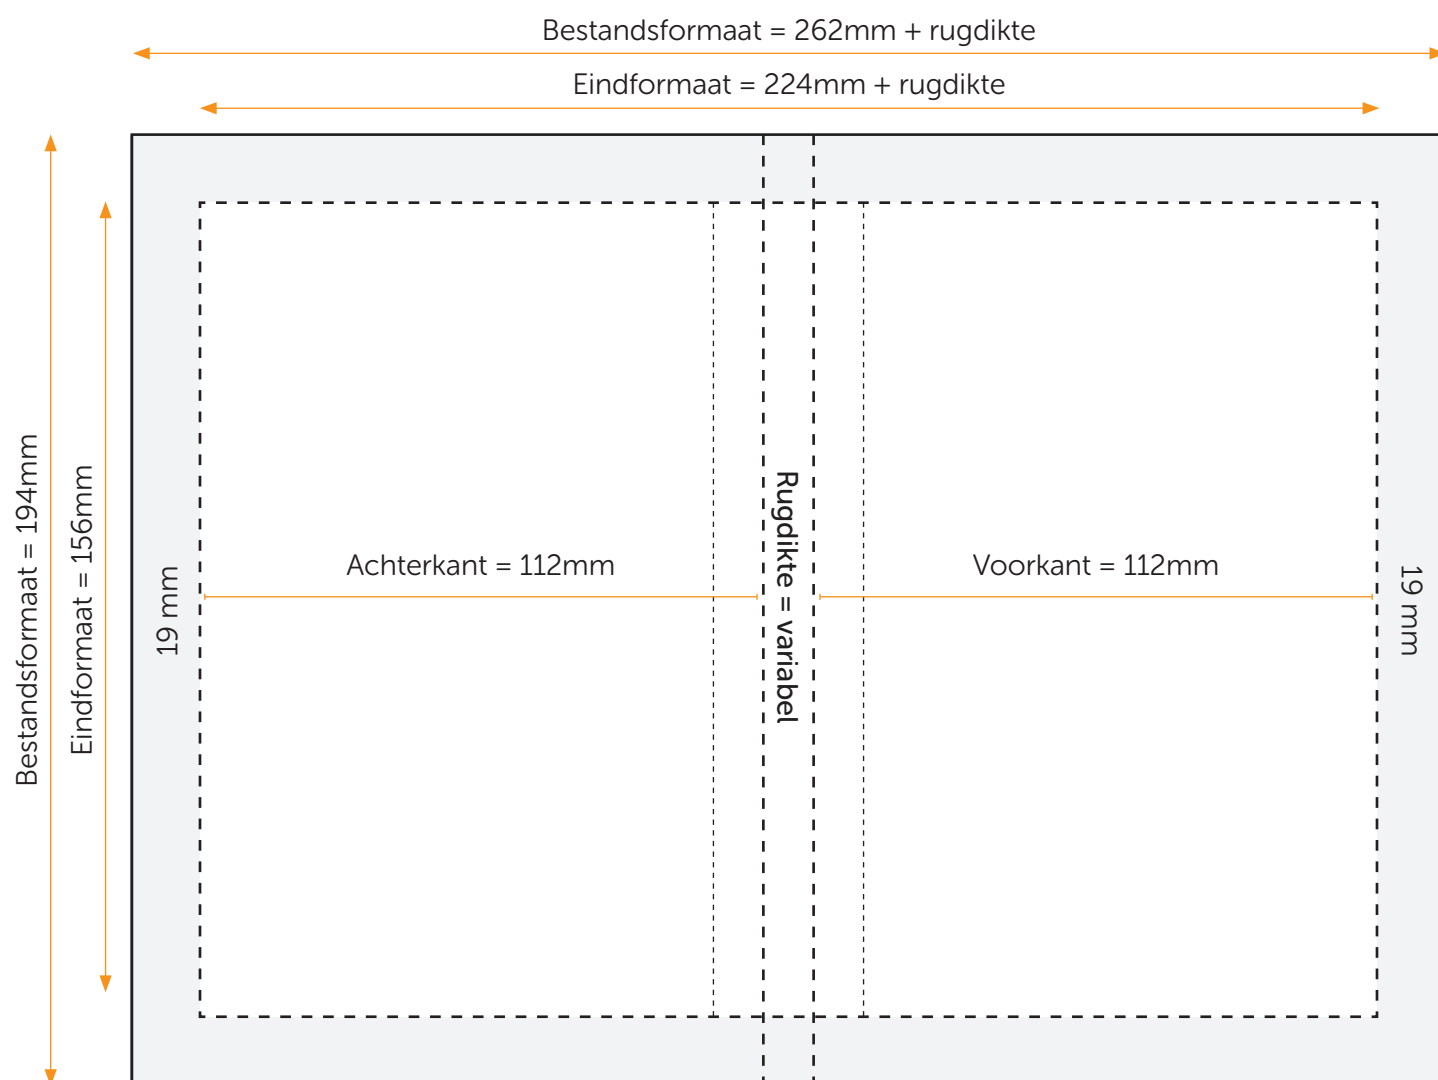 Bestandsformaat = 262mm + rugdikte
Eindformaat = 224mm + rugdikte
Bestandsformaat = 194mm
Eindformaat = 156mm
19 mm
Achterkant = 112mm
Rugdikte = variabel
Voorkant = 112mm
19 mm